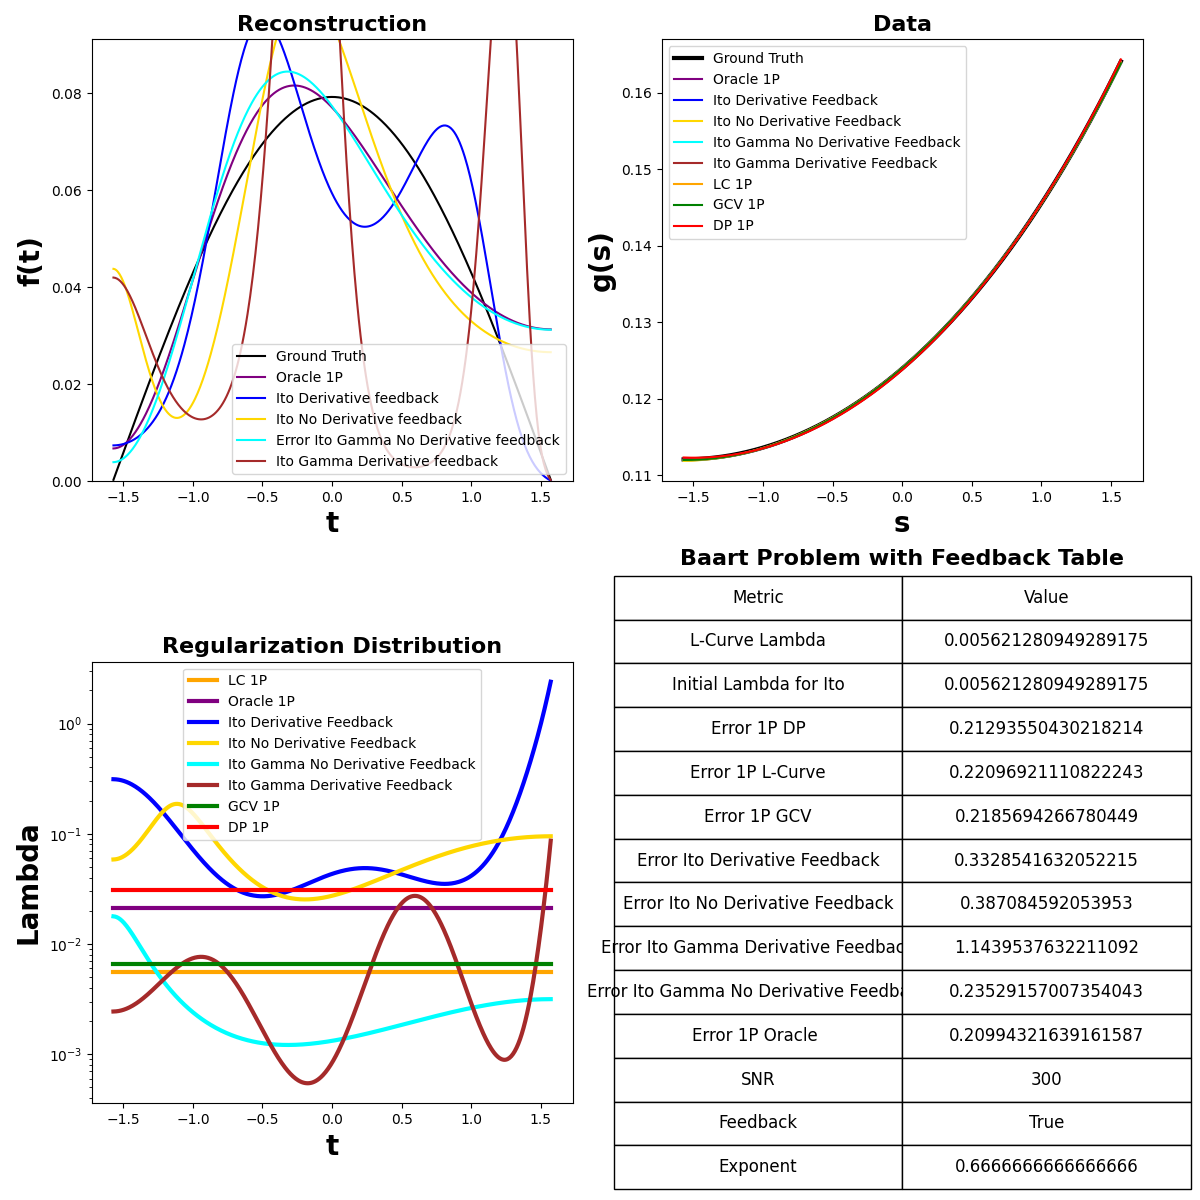 Reconstruction
f(t)
0.08
0.06
0.04
0.02
0.00
Ground Truth
Oracle 1P
Ito Derivative feedback
Ito No Derivative feedback
Error Ito Gamma No Derivative feedback
Ito Gamma Derivative feedback
−1.5 −1.0 −0.5 0.0 0.5 1.0 1.5
t
Data
g(s)
0.16
0.15
0.14
0.13
0.12
0.11
Ground Truth
Oracle 1P
Ito Derivative Feedback
Ito No Derivative Feedback
Ito Gamma No Derivative Feedback
Ito Gamma Derivative Feedback
LC 1P
GCV 1P
DP 1P
−1.5 −1.0 −0.5 0.0 0.5 1.0 1.5
s
Regularization Distribution
Lambda
10⁰
10⁻¹
10⁻²
10⁻³
LC 1P
Oracle 1P
Ito Derivative Feedback
Ito No Derivative Feedback
Ito Gamma No Derivative Feedback
Ito Gamma Derivative Feedback
GCV 1P
DP 1P
−1.5 −1.0 −0.5 0.0 0.5 1.0 1.5
t
Baart Problem with Feedback Table
Metric Value
L-Curve Lambda 0.005621280949289175
Initial Lambda for Ito 0.005621280949289175
Error 1P DP 0.21293550430218214
Error 1P L-Curve 0.22096921110822243
Error 1P GCV 0.2185694266780449
Error Ito Derivative Feedback 0.3328541632052215
Error Ito No Derivative Feedback 0.387084592053953
Error Ito Gamma Derivative Feedbac 1.1439537632211092
Error Ito Gamma No Derivative Feedba 0.23529157007354043
Error 1P Oracle 0.20994321639161587
SNR 300
Feedback True
Exponent 0.6666666666666666